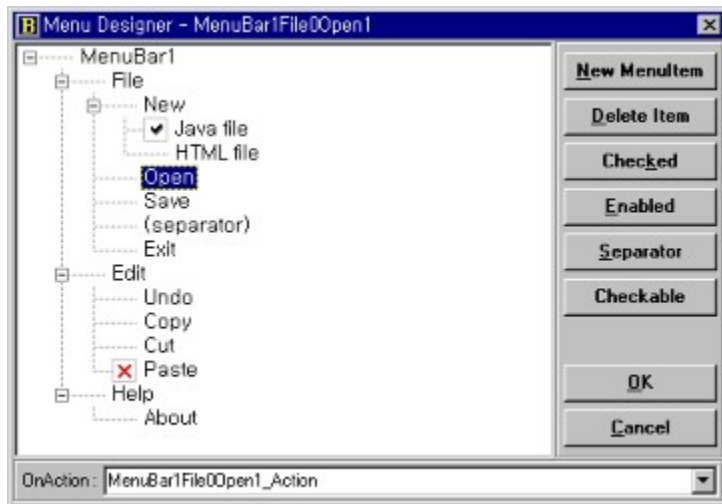 Menu Designer - MenuBar1File0Open1
MenuBar1
File
New
Java file
HTML file
Open
Save
(separator)
Exit
Edit
Undo
Copy
Cut
Paste
Help
About
New MenuItem
Delete Item
Checked
Enabled
Separator
Checkable
OK
Cancel
OnAction: MenuBar1File0Open1_Action